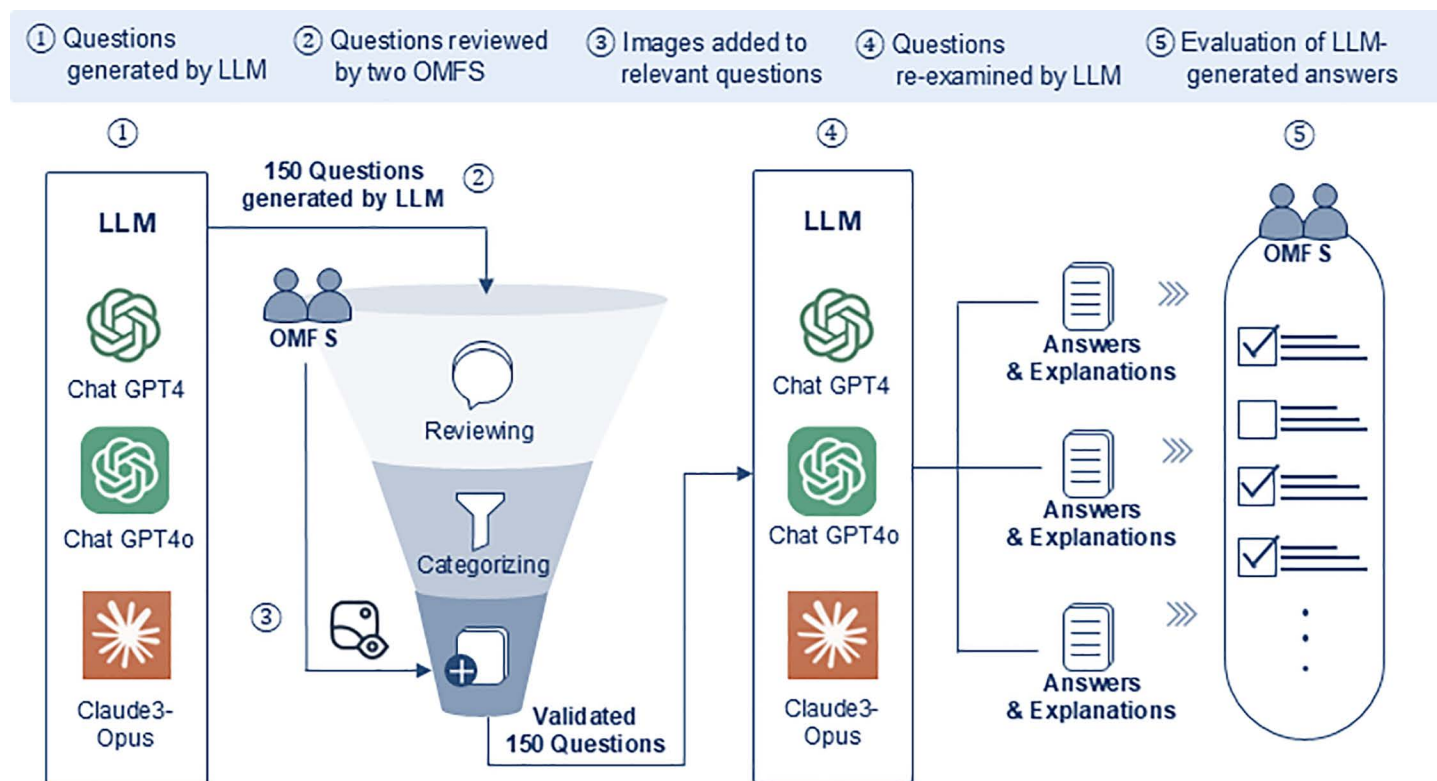 ① Questions
generated by LLM
② Questions reviewed
by two OMFS
③ Images added to
relevant questions
④ Questions
re-examined by LLM
⑤ Evaluation of LLM-
generated answers
①
LLM
Chat GPT4
Chat GPT4o
Claude3-
Opus
150 Questions
generated by LLM
②
OMFS
Reviewing
Categorizing
③
Validated
150 Questions
④
LLM
Chat GPT4
Chat GPT4o
Claude3-
Opus
Answers
& Explanations
Answers
& Explanations
Answers
& Explanations
⑤
OMFS